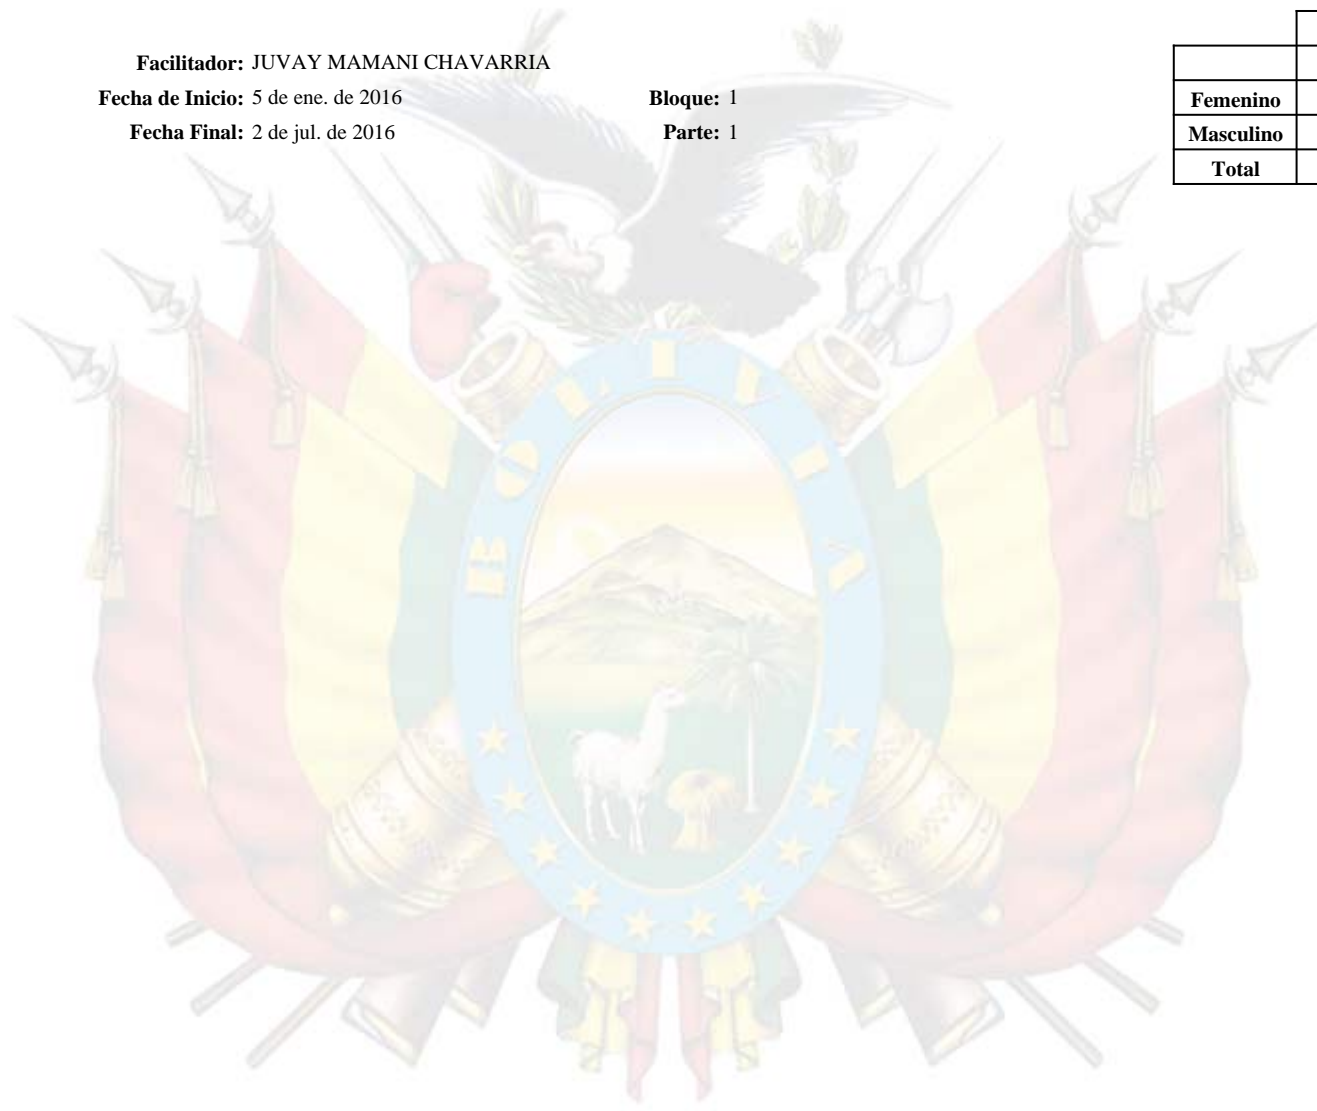 Facilitador: JUVAY MAMANI CHAVARRIA
Fecha de Inicio: 5 de ene. de 2016 Bloque: 1
Fecha Final: 2 de jul. de 2016 Parte: 1
Femenino
Masculino
Total
BOLIVIA